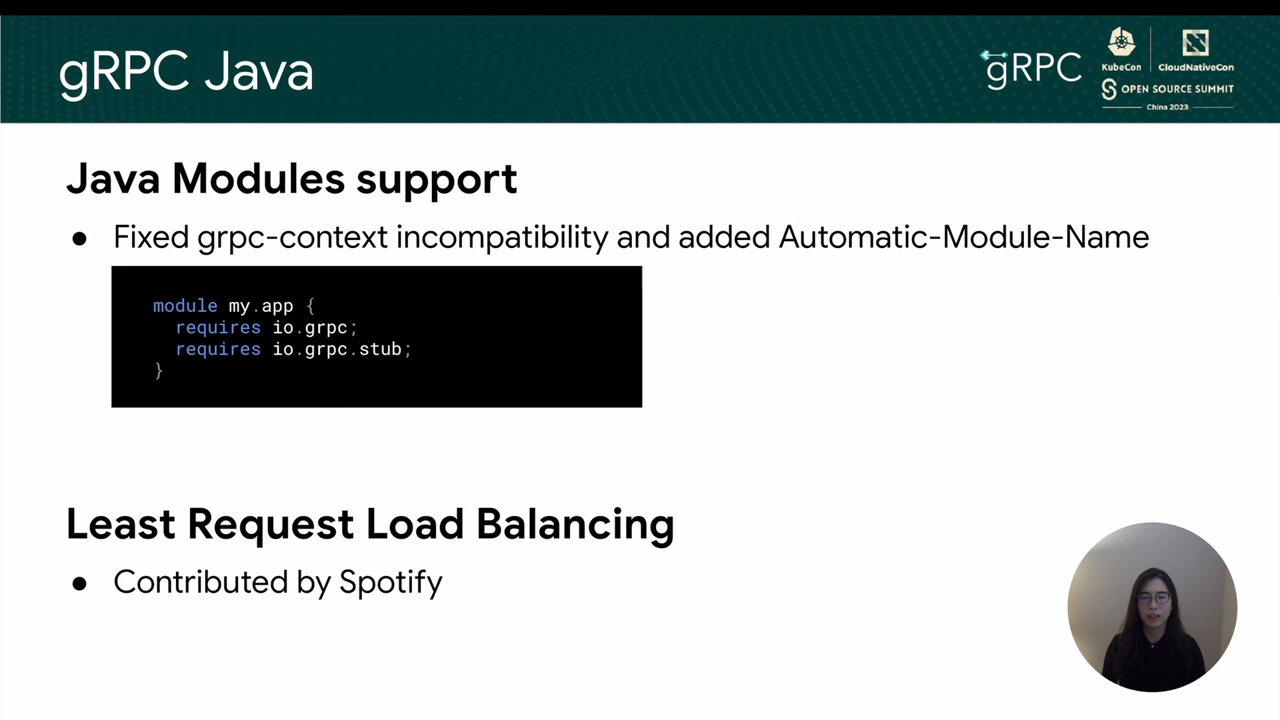 gRPC Java
gRPC
KubeCon
CloudNativeCon
OPEN SOURCE SUMMIT
China 2023
Java Modules support
● Fixed grpc-context incompatibility and added Automatic-Module-Name
module my.app {
  requires io.grpc;
  requires io.grpc.stub;
}
Least Request Load Balancing
● Contributed by Spotify